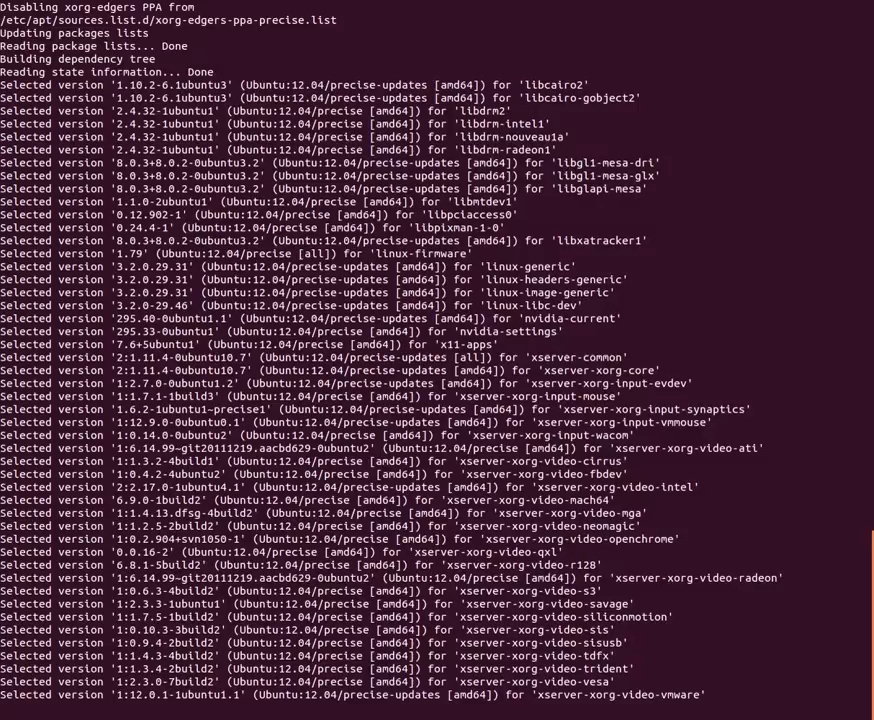 Disabling xorg-edgers PPA from
/etc/apt/sources.list.d/xorg-edgers-ppa-precise.list
Updating packages lists
Reading package lists... Done
Building dependency tree
Reading state information... Done
Selected version '1.10.2-6.1ubuntu3' (Ubuntu:12.04/precise-updates [amd64]) for 'libcairo2'
Selected version '1.10.2-6.1ubuntu3' (Ubuntu:12.04/precise-updates [amd64]) for 'libcairo-gobject2'
Selected version '2.4.32-1ubuntu1' (Ubuntu:12.04/precise [amd64]) for 'libdrm2'
Selected version '2.4.32-1ubuntu1' (Ubuntu:12.04/precise [amd64]) for 'libdrm-intel1'
Selected version '2.4.32-1ubuntu1' (Ubuntu:12.04/precise [amd64]) for 'libdrm-nouveau1a'
Selected version '2.4.32-1ubuntu1' (Ubuntu:12.04/precise [amd64]) for 'libdrm-radeon1'
Selected version '8.0.3+8.0.2-0ubuntu3.2' (Ubuntu:12.04/precise-updates [amd64]) for 'libgl1-mesa-dri'
Selected version '8.0.3+8.0.2-0ubuntu3.2' (Ubuntu:12.04/precise-updates [amd64]) for 'libgl1-mesa-glx'
Selected version '8.0.3+8.0.2-0ubuntu3.2' (Ubuntu:12.04/precise-updates [amd64]) for 'libglapi-mesa'
Selected version '1.1.0-2ubuntu1' (Ubuntu:12.04/precise [amd64]) for 'libmtdev1'
Selected version '0.12.902-1' (Ubuntu:12.04/precise [amd64]) for 'libpciaccess0'
Selected version '0.24.4-1' (Ubuntu:12.04/precise [amd64]) for 'libpixman-1-0'
Selected version '8.0.3+8.0.2-0ubuntu3.2' (Ubuntu:12.04/precise-updates [amd64]) for 'libxatracker1'
Selected version '1.79' (Ubuntu:12.04/precise [all]) for 'linux-firmware'
Selected version '3.2.0.29.31' (Ubuntu:12.04/precise-updates [amd64]) for 'linux-generic'
Selected version '3.2.0.29.31' (Ubuntu:12.04/precise-updates [amd64]) for 'linux-headers-generic'
Selected version '3.2.0.29.31' (Ubuntu:12.04/precise-updates [amd64]) for 'linux-image-generic'
Selected version '3.2.0-29.46' (Ubuntu:12.04/precise-updates [amd64]) for 'linux-libc-dev'
Selected version '295.40-0ubuntu1.1' (Ubuntu:12.04/precise-updates [amd64]) for 'nvidia-current'
Selected version '295.33-0ubuntu1' (Ubuntu:12.04/precise [amd64]) for 'nvidia-settings'
Selected version '7.6+5ubuntu1' (Ubuntu:12.04/precise [amd64]) for 'x11-apps'
Selected version '2:1.11.4-0ubuntu10.7' (Ubuntu:12.04/precise-updates [all]) for 'xserver-common'
Selected version '2:1.11.4-0ubuntu10.7' (Ubuntu:12.04/precise-updates [amd64]) for 'xserver-xorg-core'
Selected version '1:2.7.0-0ubuntu1.2' (Ubuntu:12.04/precise-updates [amd64]) for 'xserver-xorg-input-evdev'
Selected version '1:1.7.1-1build3' (Ubuntu:12.04/precise [amd64]) for 'xserver-xorg-input-mouse'
Selected version '1.6.2-1ubuntu1~precise1' (Ubuntu:12.04/precise-updates [amd64]) for 'xserver-xorg-input-synaptics'
Selected version '1:12.9.0-0ubuntu0.1' (Ubuntu:12.04/precise-updates [amd64]) for 'xserver-xorg-input-vmmouse'
Selected version '1:0.14.0-0ubuntu2' (Ubuntu:12.04/precise [amd64]) for 'xserver-xorg-input-wacom'
Selected version '1:6.14.99~git20111219.aacbd629-0ubuntu2' (Ubuntu:12.04/precise [amd64]) for 'xserver-xorg-video-ati'
Selected version '1:1.3.2-4build1' (Ubuntu:12.04/precise [amd64]) for 'xserver-xorg-video-cirrus'
Selected version '1:0.4.2-4ubuntu2' (Ubuntu:12.04/precise [amd64]) for 'xserver-xorg-video-fbdev'
Selected version '2:2.17.0-1ubuntu4.1' (Ubuntu:12.04/precise-updates [amd64]) for 'xserver-xorg-video-intel'
Selected version '6.9.0-1build2' (Ubuntu:12.04/precise [amd64]) for 'xserver-xorg-video-mach64'
Selected version '1:1.4.13.dfsg-4build2' (Ubuntu:12.04/precise [amd64]) for 'xserver-xorg-video-mga'
Selected version '1:1.2.5-2build2' (Ubuntu:12.04/precise [amd64]) for 'xserver-xorg-video-neomagic'
Selected version '1:0.2.904+svn1050-1' (Ubuntu:12.04/precise [amd64]) for 'xserver-xorg-video-openchrome'
Selected version '0.0.16-2' (Ubuntu:12.04/precise [amd64]) for 'xserver-xorg-video-qxl'
Selected version '6.8.1-5build2' (Ubuntu:12.04/precise [amd64]) for 'xserver-xorg-video-r128'
Selected version '1:6.14.99~git20111219.aacbd629-0ubuntu2' (Ubuntu:12.04/precise [amd64]) for 'xserver-xorg-video-radeon'
Selected version '1:0.6.3-4build2' (Ubuntu:12.04/precise [amd64]) for 'xserver-xorg-video-s3'
Selected version '1:2.3.3-1ubuntu1' (Ubuntu:12.04/precise [amd64]) for 'xserver-xorg-video-savage'
Selected version '1:1.7.5-1build2' (Ubuntu:12.04/precise [amd64]) for 'xserver-xorg-video-siliconmotion'
Selected version '1:0.10.3-3build2' (Ubuntu:12.04/precise [amd64]) for 'xserver-xorg-video-sis'
Selected version '1:0.9.4-2build2' (Ubuntu:12.04/precise [amd64]) for 'xserver-xorg-video-sisusb'
Selected version '1:1.4.3-4build2' (Ubuntu:12.04/precise [amd64]) for 'xserver-xorg-video-tdfx'
Selected version '1:1.3.4-2build2' (Ubuntu:12.04/precise [amd64]) for 'xserver-xorg-video-trident'
Selected version '1:2.3.0-7build2' (Ubuntu:12.04/precise [amd64]) for 'xserver-xorg-video-vesa'
Selected version '1:12.0.1-1ubuntu1.1' (Ubuntu:12.04/precise-updates [amd64]) for 'xserver-xorg-video-vmware'